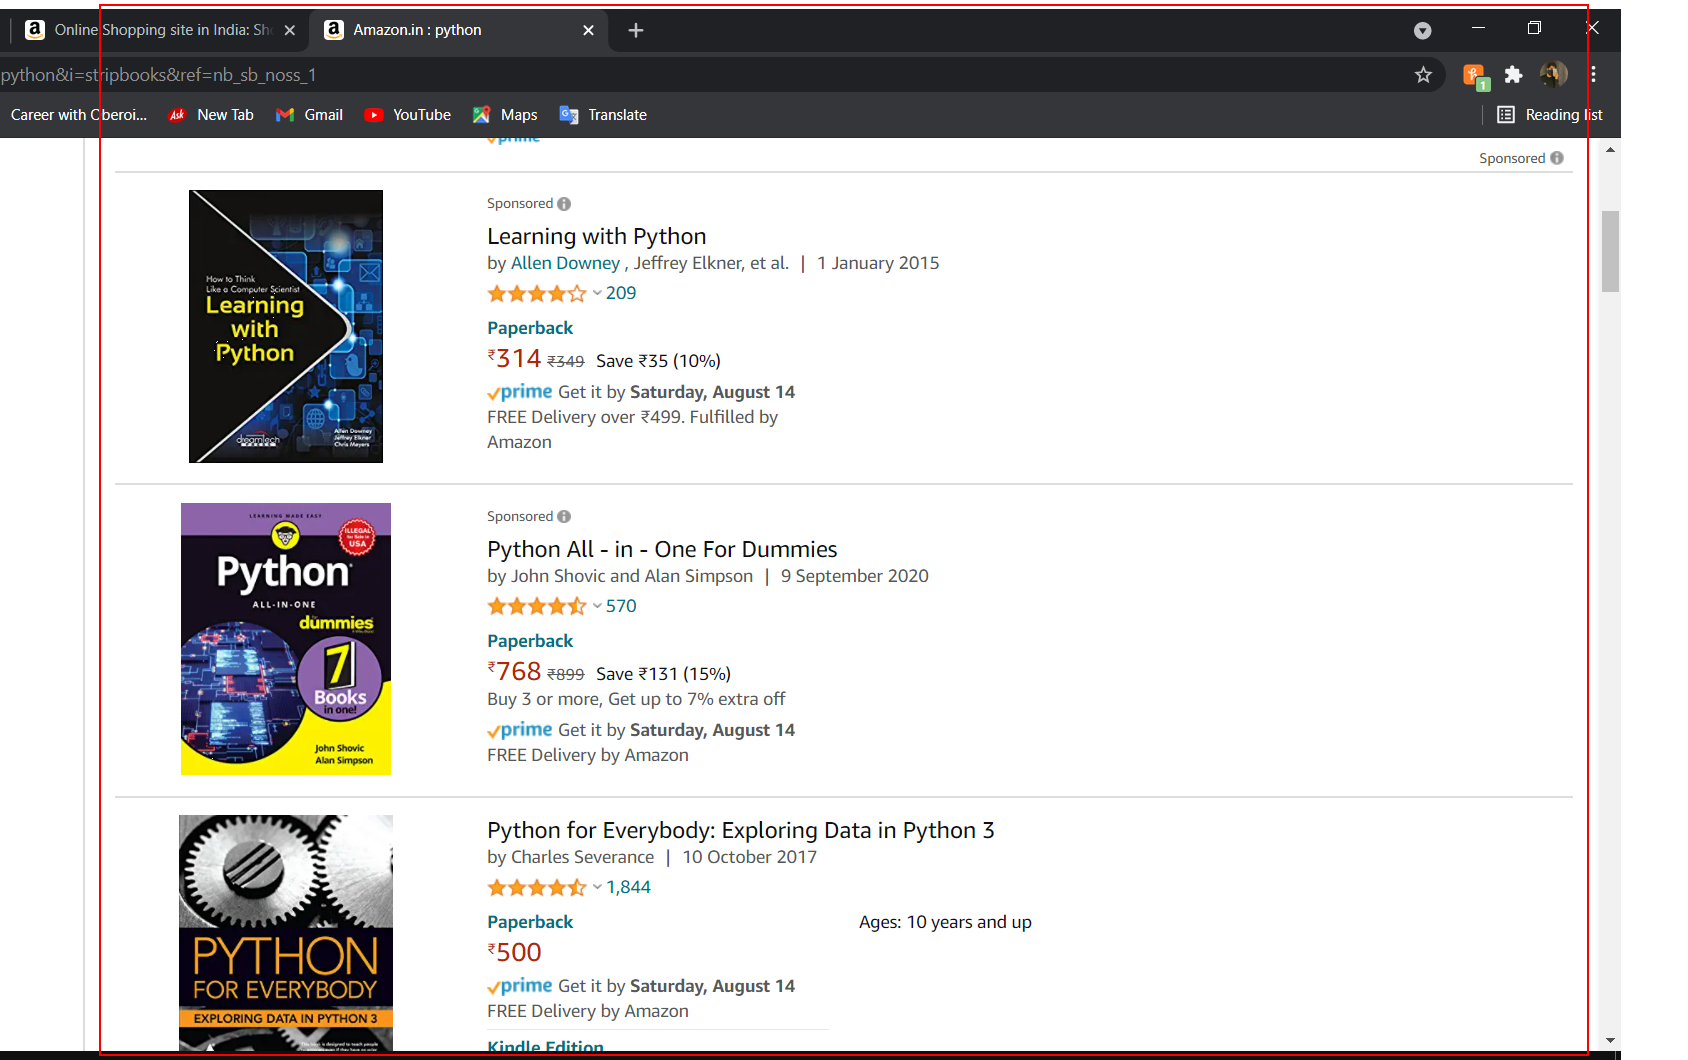 Online Shopping site in India: Sho
Amazon.in : python
python&i=stripbooks&ref=nb_sb_noss_1
1
Career with Oberoi...
Ask
New Tab
Gmail
YouTube
Maps
Translate
Reading list
prime
Sponsored
How to Think
Like a Computer Scientist
Learning
with
Python
dreamtech
PRESS
Allen Downey
Jeffrey Elkner
Chris Meyers
Sponsored
Learning with Python
by Allen Downey , Jeffrey Elkner, et al. | 1 January 2015
209
Paperback
₹314 ₹349 Save ₹35 (10%)
prime Get it by Saturday, August 14
FREE Delivery over ₹499. Fulfilled by
Amazon
LEARNING MADE EASY
ILLEGAL
for Sale in
USA
Python
ALL-IN-ONE
for
dummies
7
Books
in one!
John Shovic
Alan Simpson
Sponsored
Python All - in - One For Dummies
by John Shovic and Alan Simpson | 9 September 2020
570
Paperback
₹768 ₹899 Save ₹131 (15%)
Buy 3 or more, Get up to 7% extra off
prime Get it by Saturday, August 14
FREE Delivery by Amazon
PYTHON
FOR EVERYBODY
EXPLORING DATA IN PYTHON 3
Python for Everybody: Exploring Data in Python 3
by Charles Severance | 10 October 2017
1,844
Paperback
Ages: 10 years and up
₹500
prime Get it by Saturday, August 14
FREE Delivery by Amazon
Kindle Edition